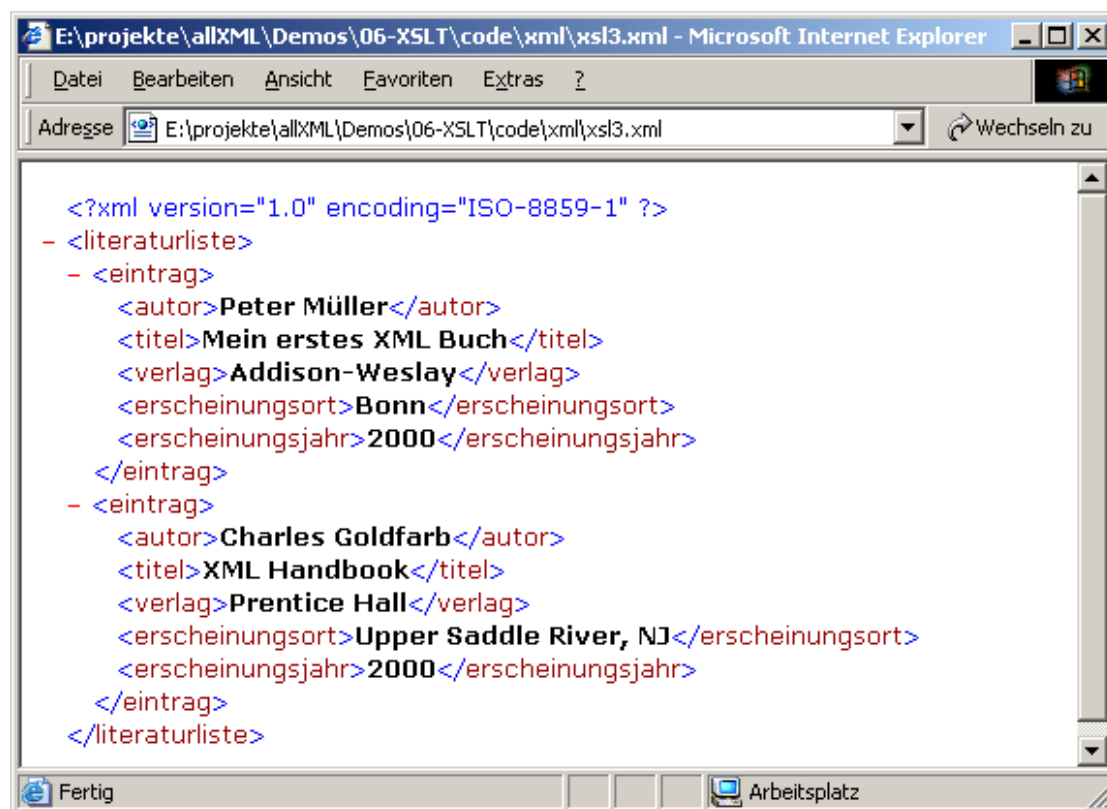 E:\projekte\allXML\Demos\06-XSLT\code\xml\xsl3.xml - Microsoft Internet Explorer
Datei Bearbeiten Ansicht Favoriten Extras ?
Adresse E:\projekte\allXML\Demos\06-XSLT\code\xml\xsl3.xml Wechseln zu
<?xml version="1.0" encoding="ISO-8859-1" ?>
– <literaturliste>
– <eintrag>
<autor>Peter Müller</autor>
<titel>Mein erstes XML Buch</titel>
<verlag>Addison-Weslay</verlag>
<erscheinungsort>Bonn</erscheinungsort>
<erscheinungsjahr>2000</erscheinungsjahr>
</eintrag>
– <eintrag>
<autor>Charles Goldfarb</autor>
<titel>XML Handbook</titel>
<verlag>Prentice Hall</verlag>
<erscheinungsort>Upper Saddle River, NJ</erscheinungsort>
<erscheinungsjahr>2000</erscheinungsjahr>
</eintrag>
</literaturliste>
Fertig Arbeitsplatz